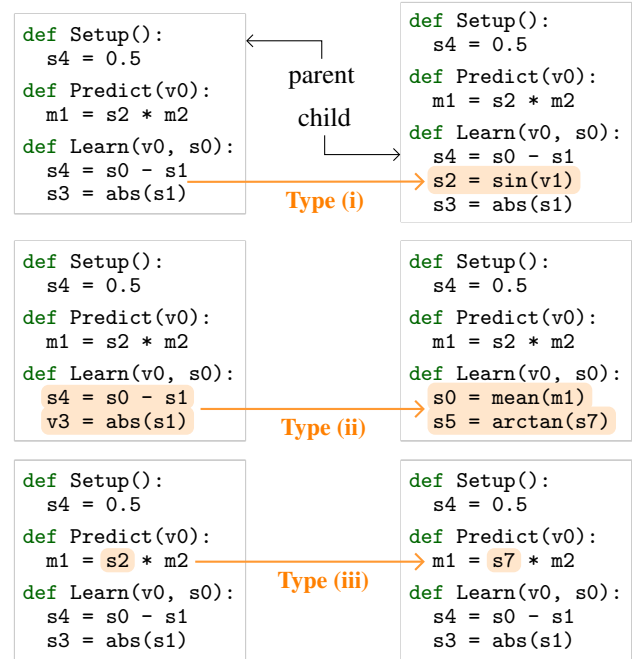 def Setup():
  s4 = 0.5
def Predict(v0):
  m1 = s2 * m2
def Learn(v0, s0):
  s4 = s0 - s1
  s3 = abs(s1)
parent
child
Type (i)
def Setup():
  s4 = 0.5
def Predict(v0):
  m1 = s2 * m2
def Learn(v0, s0):
  s4 = s0 - s1
  s2 = sin(v1)
  s3 = abs(s1)
def Setup():
  s4 = 0.5
def Predict(v0):
  m1 = s2 * m2
def Learn(v0, s0):
  s4 = s0 - s1
  v3 = abs(s1)
Type (ii)
def Setup():
  s4 = 0.5
def Predict(v0):
  m1 = s2 * m2
def Learn(v0, s0):
  s0 = mean(m1)
  s5 = arctan(s7)
def Setup():
  s4 = 0.5
def Predict(v0):
  m1 = s2 * m2
def Learn(v0, s0):
  s4 = s0 - s1
  s3 = abs(s1)
Type (iii)
def Setup():
  s4 = 0.5
def Predict(v0):
  m1 = s7 * m2
def Learn(v0, s0):
  s4 = s0 - s1
  s3 = abs(s1)